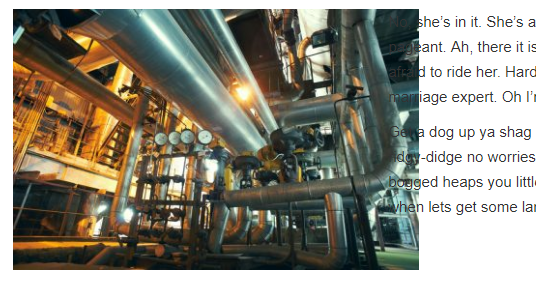 she's in it. She's a
geant. Ah, there it is
d to ride her. Hard
marriage expert. Oh I'
Get a dog up ya shag
idgy-didge no worries
bogged heaps you little
when lets get some lar